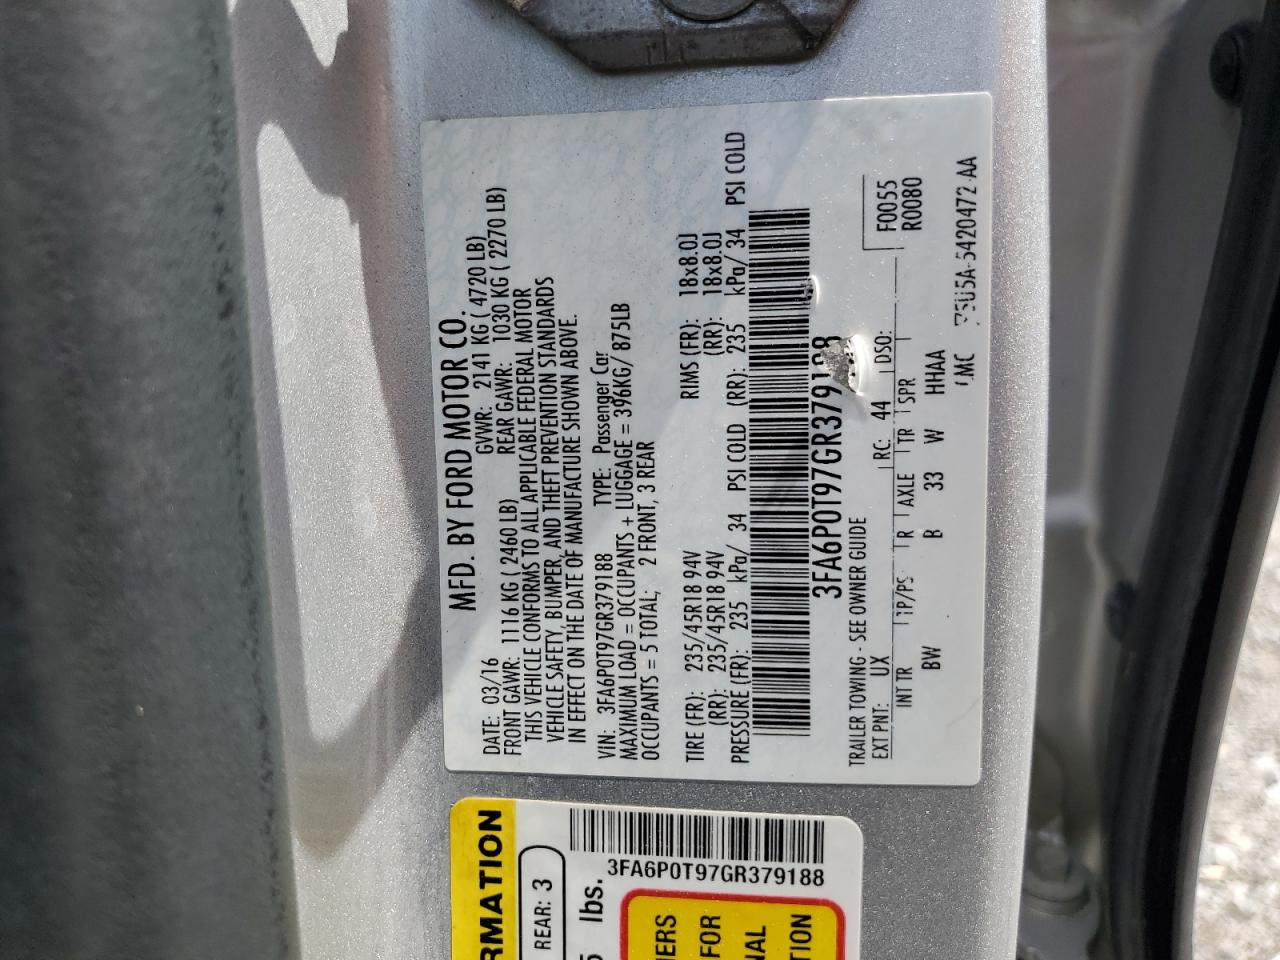 MFD. BY FORD MOTOR CO.
DATE: 03/16 GVWR: 2141 KG ( 4720 LB)
FRONT GAWR: 1116 KG ( 2460 LB) REAR GAWR: 1030 KG ( 2270 LB)
THIS VEHICLE CONFORMS TO ALL APPLICABLE FEDERAL MOTOR
VEHICLE SAFETY, BUMPER, AND THEFT PREVENTION STANDARDS
IN EFFECT ON THE DATE OF MANUFACTURE SHOWN ABOVE.
VIN: 3FA6P0T97GR379188 TYPE: Passenger Car
MAXIMUM LOAD = OCCUPANTS + LUGGAGE = 396KG/ 875LB
OCCUPANTS = 5 TOTAL; 2 FRONT, 3 REAR
TIRE (FR): 235/45R18 94V RIMS (FR): 18x8.0J
(RR): 235/45R18 94V (RR): 18x8.0J
PRESSURE (FR): 235 kPa/ 34 PSI COLD (RR): 235 kPa/ 34 PSI COLD
3FA6P0T97GR379188
TRAILER TOWING - SEE OWNER GUIDE
F0055
R0080
EXT PNT: UX RC: 44 DSO:
INT TR TP/PS R AXLE TR SPR
BW B 33 W HHAA
5420472-AA
RMATION
REAR: 3
lbs.
3FA6P0T97GR379188
FOR